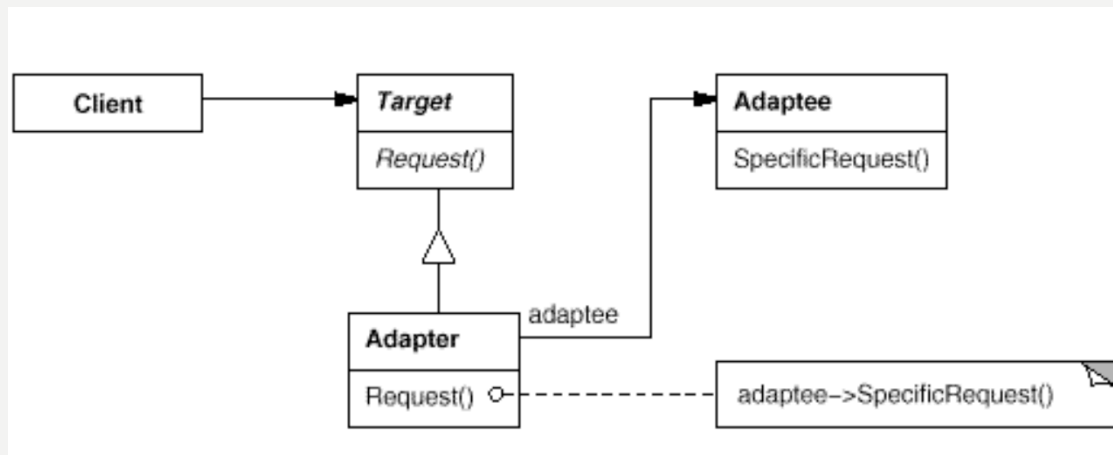 Client
Target
Request()
Adaptee
SpecificRequest()
adaptee
Adapter
Request()
adaptee->SpecificRequest()